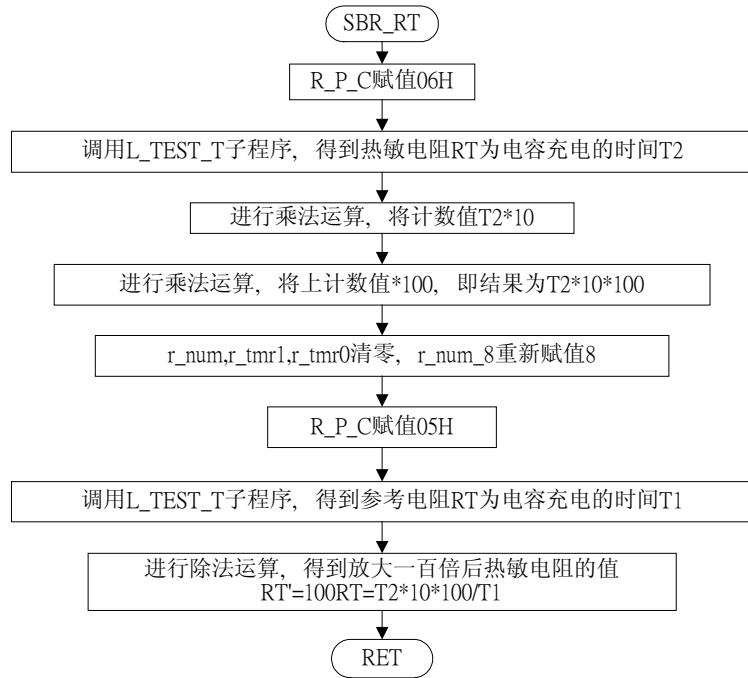 SBR_RT
R_P_C赋值06H
调用L_TEST_T子程序，得到热敏电阻RT为电容充电的时间T2
进行乘法运算，将计数值T2*10
进行乘法运算，将上计数值*100，即结果为T2*10*100
r_num,r_tmr1,r_tmr0清零，r_num_8重新赋值8
R_P_C赋值05H
调用L_TEST_T子程序，得到参考电阻RT为电容充电的时间T1
进行除法运算，得到放大一百倍后热敏电阻的值
RT'=100RT=T2*10*100/T1
RET